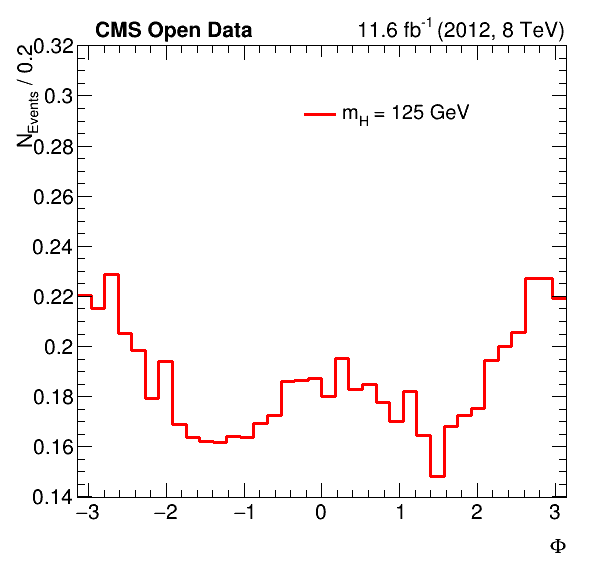 CMS Open Data 11.6 fb⁻¹ (2012, 8 TeV)
N_Events / 0.2
m_H = 125 GeV
0.32
0.3
0.28
0.26
0.24
0.22
0.2
0.18
0.16
0.14
−3 −2 −1 0 1 2 3
Φ